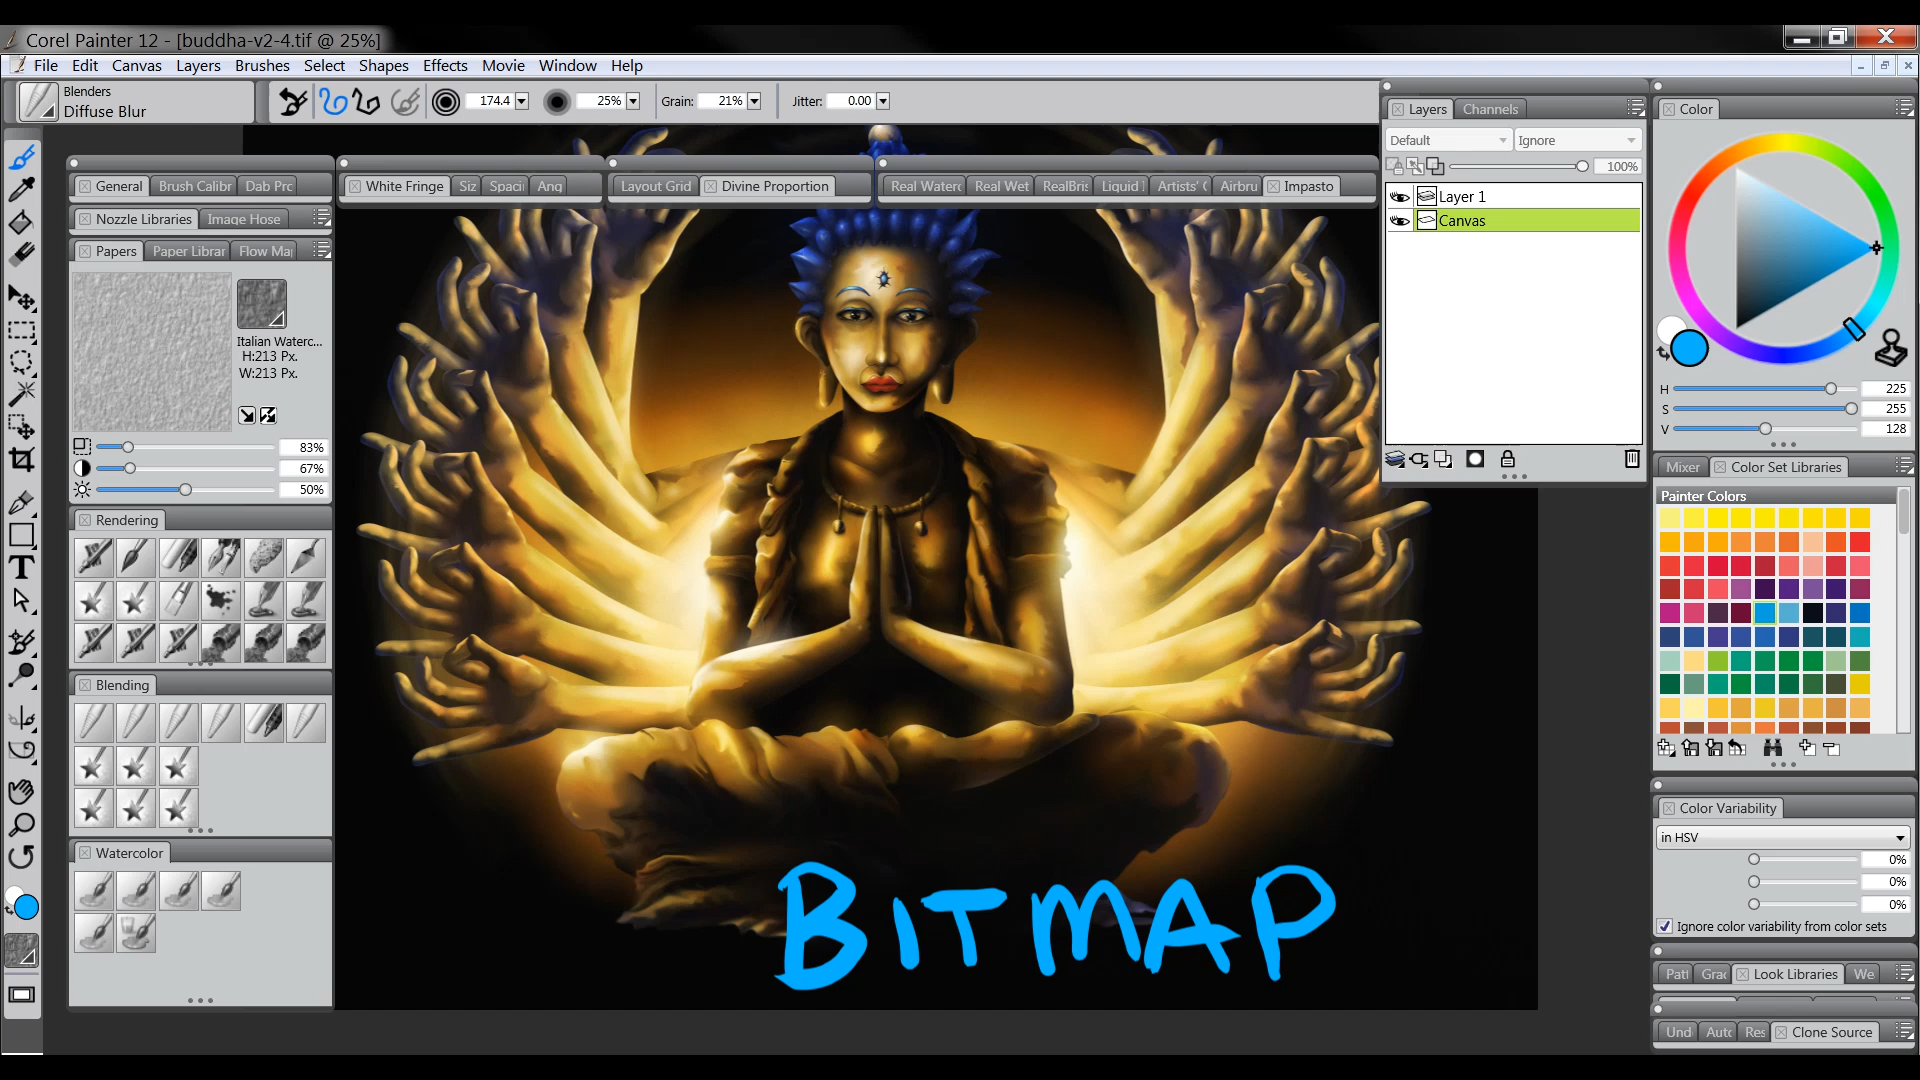 Corel Painter 12 - [buddha-v2-4.tif @ 25%]
File Edit Canvas Layers Brushes Select Shapes Effects Movie Window Help
Blenders
Diffuse Blur
174.4 25% Grain: 21% Jitter: 0.00
General Brush Calibr Dab Pro
White Fringe Siz Spaci Ang
Layout Grid Divine Proportion
Real Waterc Real Wet RealBris Liquid Artists' Airbru Impasto
Nozzle Libraries Image Hose
Papers Paper Librar Flow Ma
Italian Waterc...
H:213 Px.
W:213 Px.
83%
67%
50%
Rendering
Blending
Watercolor
BITMAP
Layers Channels
Default Ignore
100%
Layer 1
Canvas
Color
H 225
S 255
V 128
Mixer Color Set Libraries
Painter Colors
Color Variability
in HSV
0%
0%
0%
Ignore color variability from color sets
Patt Grad Look Libraries We
Und Auto Res Clone Source